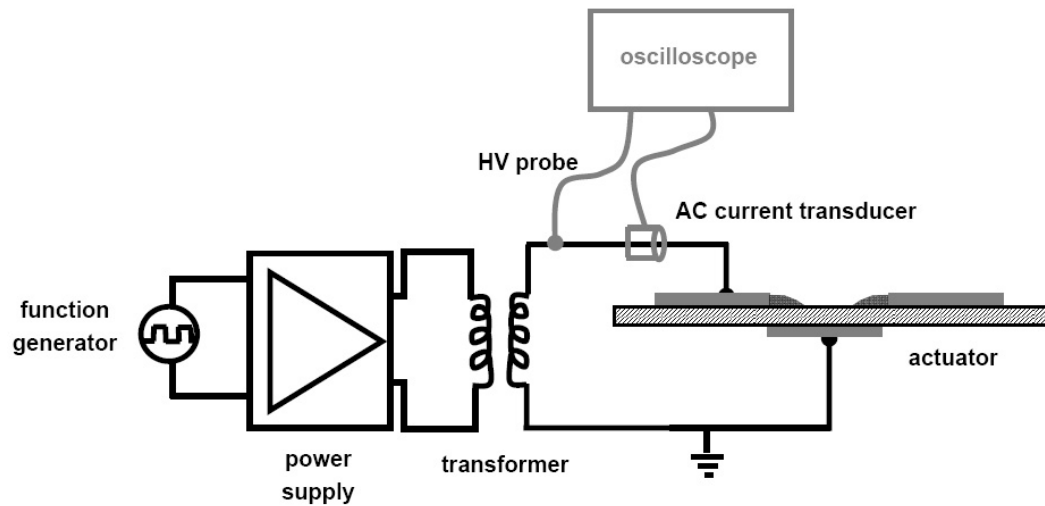 oscilloscope
HV probe
AC current transducer
function
generator
actuator
power
supply
transformer